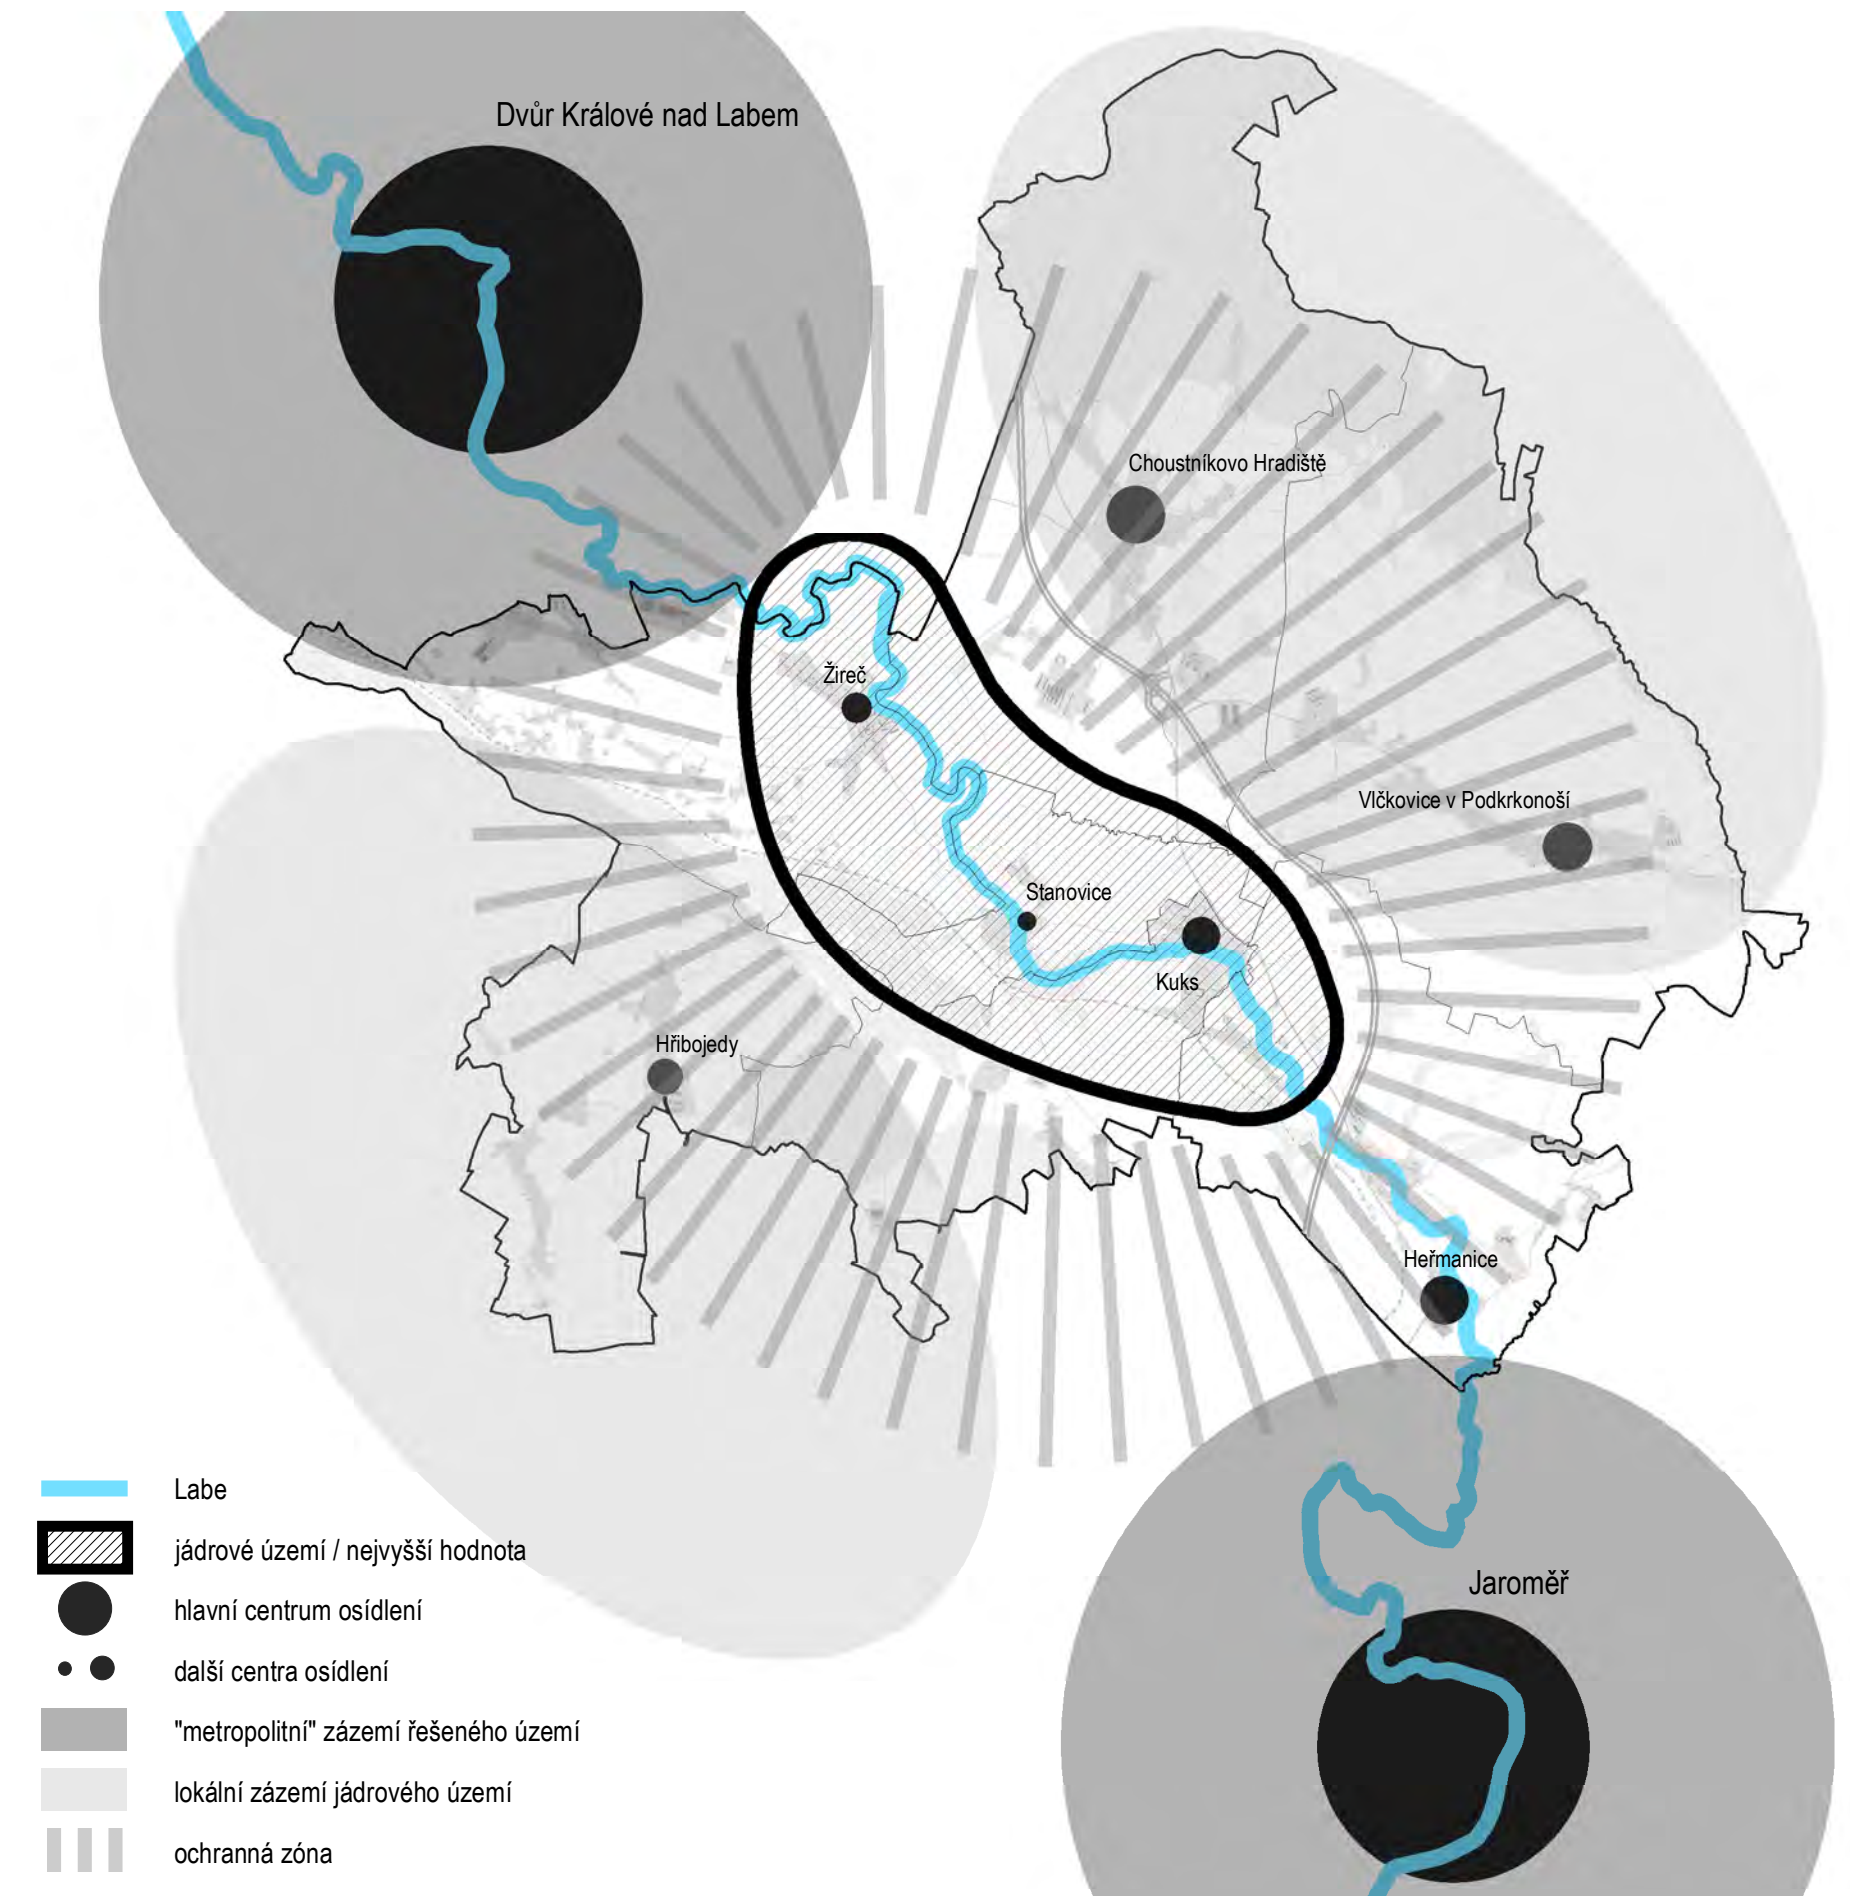 Dvůr Králové nad Labem
Choustníkovo Hradiště
Žireč
Vlčkovice v Podkrkonoší
Stanovice
Kuks
Hřibojedy
Heřmanice
Jaroměř
Labe
jádrové území / nejvyšší hodnota
hlavní centrum osídlení
další centra osídlení
"metropolitní" zázemí řešeného území
lokální zázemí jádrového území
ochranná zóna